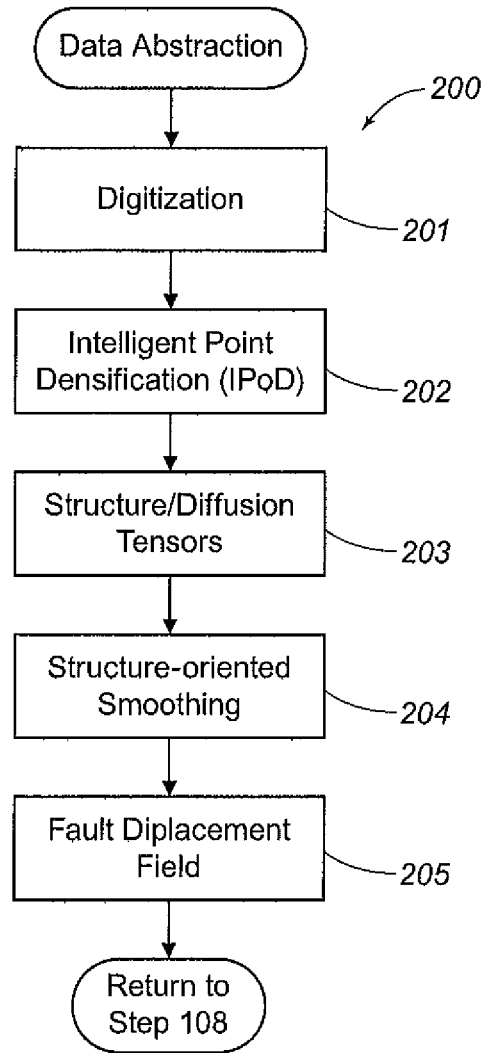 Data Abstraction
200
Digitization
201
Intelligent Point
Densification (IPoD)
202
Structure/Diffusion
Tensors
203
Structure-oriented
Smoothing
204
Fault Diplacement
Field
205
Return to
Step 108